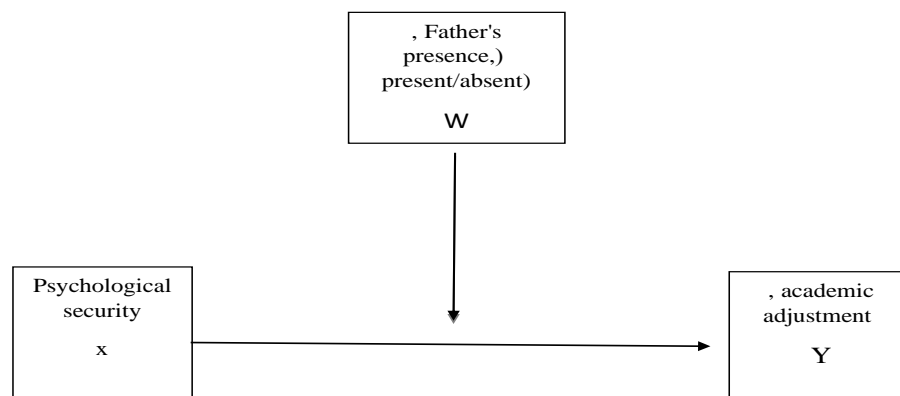 , Father's
presence,)
present/absent)
W
Psychological
security
x
, academic
adjustment
Y